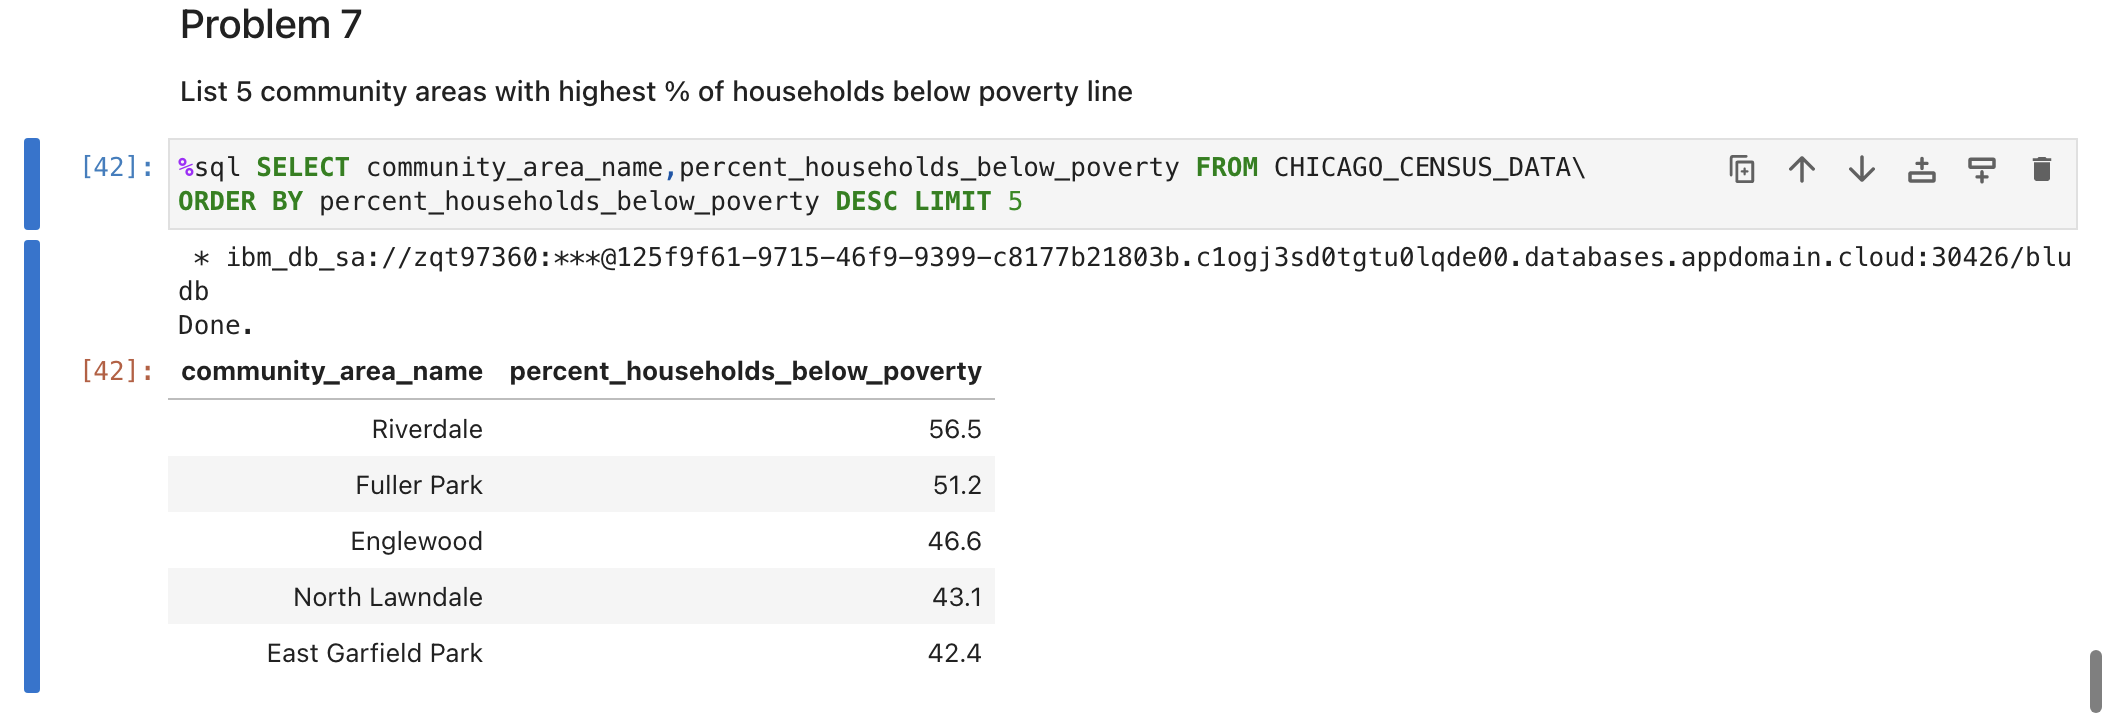 Problem 7
List 5 community areas with highest % of households below poverty line
[42]: %sql SELECT community_area_name,percent_households_below_poverty FROM CHICAGO_CENSUS_DATA\
ORDER BY percent_households_below_poverty DESC LIMIT 5
* ibm_db_sa://zqt97360:***@125f9f61-9715-46f9-9399-c8177b21803b.c1ogj3sd0tgtu0lqde00.databases.appdomain.cloud:30426/blu
db
Done.
[42]: community_area_name percent_households_below_poverty
Riverdale 56.5
Fuller Park 51.2
Englewood 46.6
North Lawndale 43.1
East Garfield Park 42.4